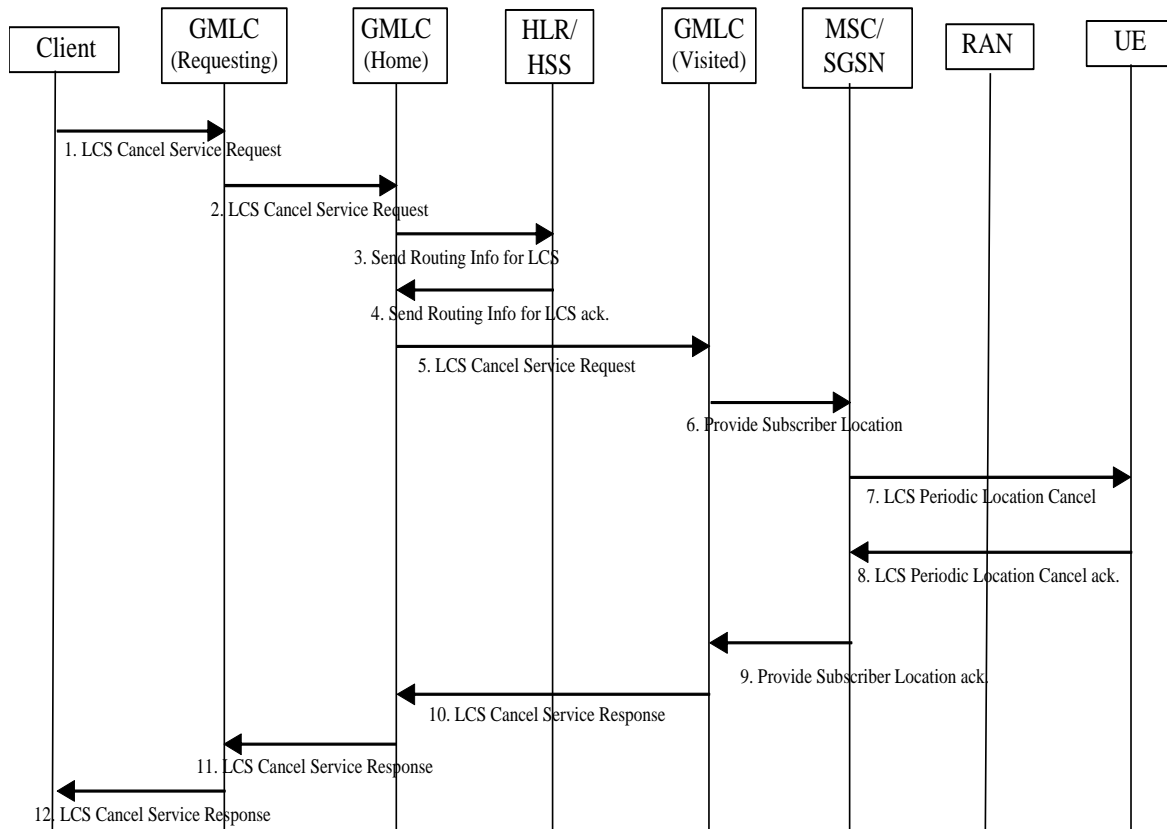 Client
GMLC
(Requesting)
GMLC
(Home)
HLR/
HSS
GMLC
(Visited)
MSC/
SGSN
RAN
UE
1. LCS Cancel Service Request
2. LCS Cancel Service Request
3. Send Routing Info for LCS
4. Send Routing Info for LCS ack.
5. LCS Cancel Service Request
6. Provide Subscriber Location
7. LCS Periodic Location Cancel
8. LCS Periodic Location Cancel ack.
9. Provide Subscriber Location ack.
10. LCS Cancel Service Response
11. LCS Cancel Service Response
12. LCS Cancel Service Response